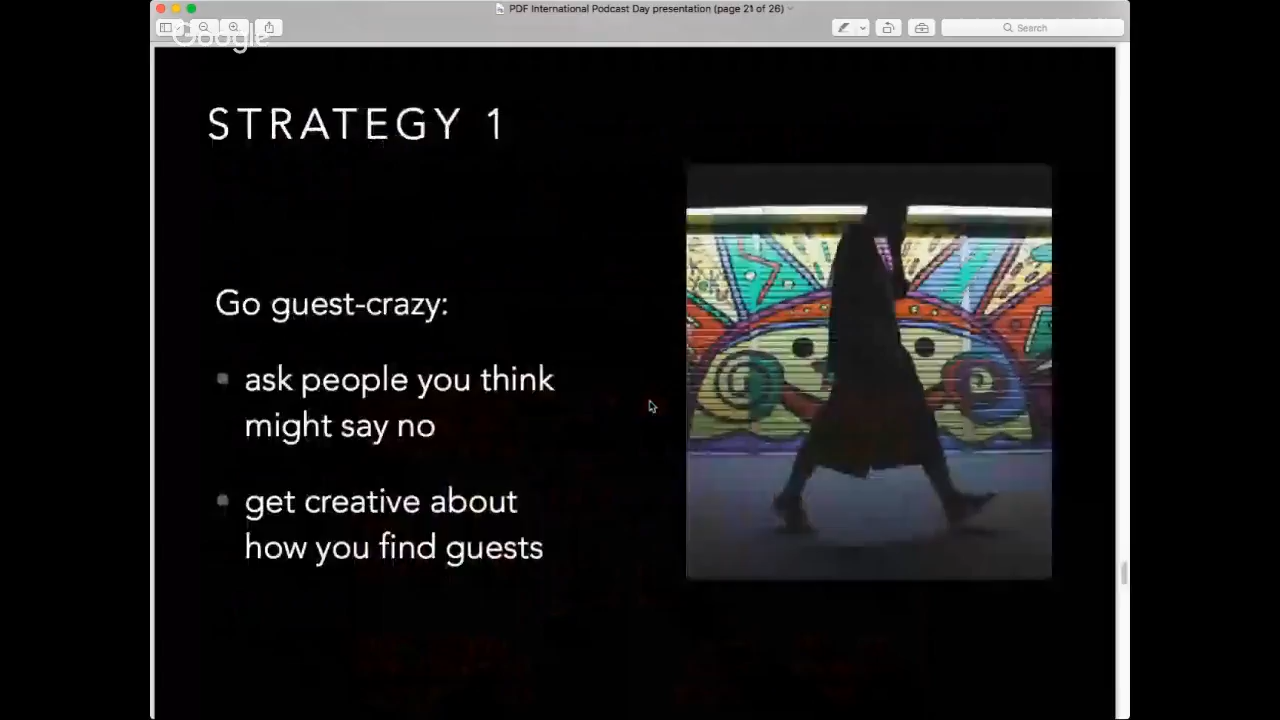 PDF International Podcast Day presentation (page 21 of 26)
Google
Search
STRATEGY 1
Go guest-crazy:
ask people you think
might say no
get creative about
how you find guests